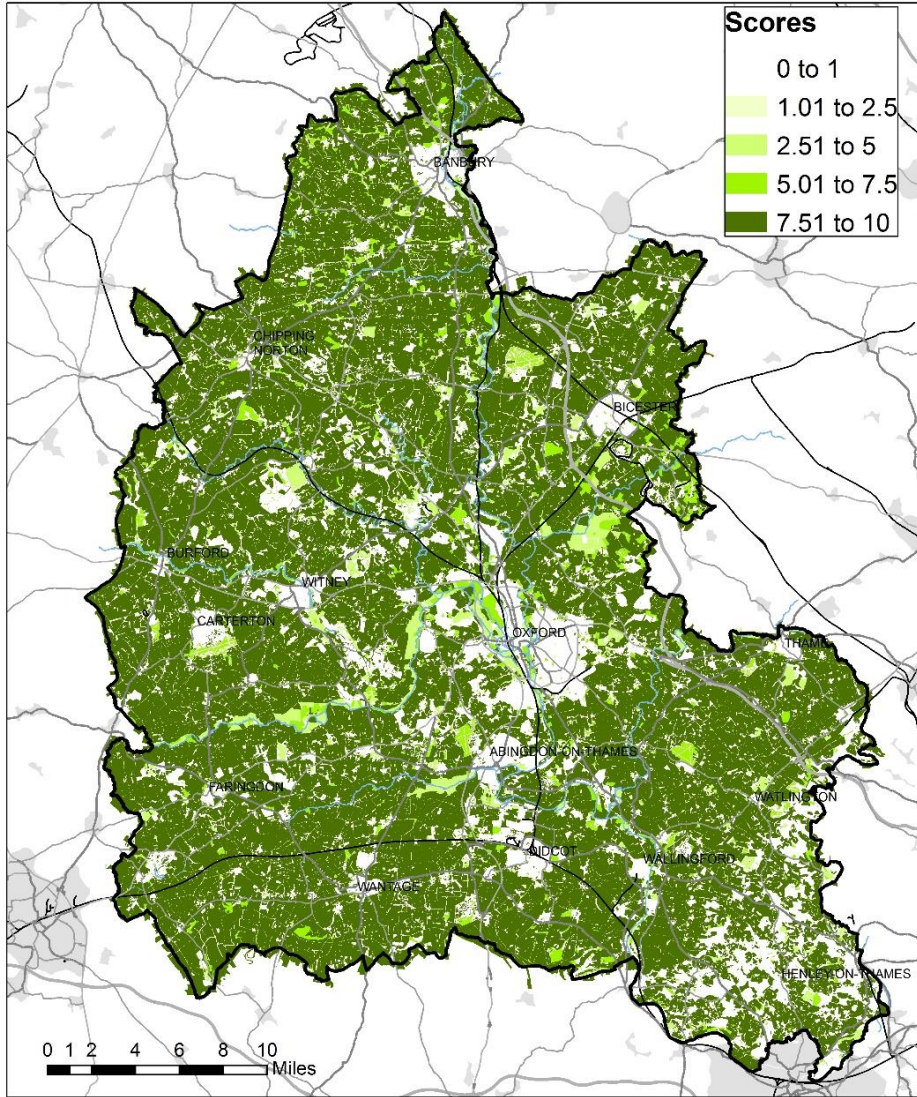 Scores
0 to 1
1.01 to 2.5
2.51 to 5
5.01 to 7.5
7.51 to 10
BANBURY
CHIPPING
NORTON
BICESTER
BURFORD
WITNEY
CARTERTON
OXFORD
THAME
ABINGDON-ON-THAMES
FARINGDON
WATLINGTON
DIDCOT
WALLINGFORD
WANTAGE
HENLEY-ON-THAMES
0 1 2 4 6 8 10
Miles